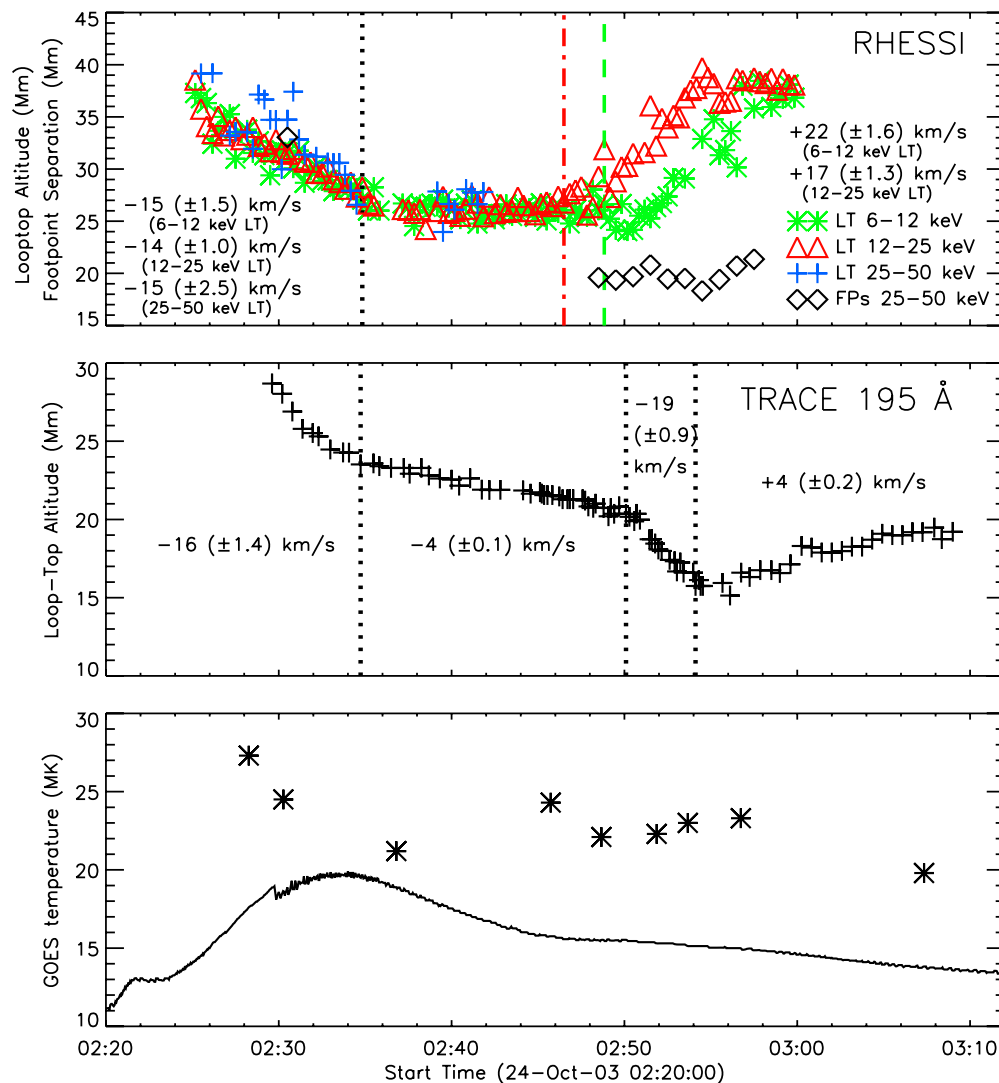 RHESSI
Looptop Altitude (Mm)
Footpoint Separation (Mm)
45
40
35
30
25
20
15
+22 (±1.6) km/s
(6−12 keV LT)
+17 (±1.3) km/s
(12−25 keV LT)
−15 (±1.5) km/s
(6−12 keV LT)
−14 (±1.0) km/s
(12−25 keV LT)
−15 (±2.5) km/s
(25−50 keV LT)
LT 6−12 keV
LT 12−25 keV
LT 25−50 keV
FPs 25−50 keV
TRACE 195 Å
Loop−Top Altitude (Mm)
30
25
20
15
10
−19
(±0.9)
km/s
+4 (±0.2) km/s
−16 (±1.4) km/s
−4 (±0.1) km/s
GOES temperature (MK)
30
25
20
15
10
02:20
02:30
02:40
02:50
03:00
03:10
Start Time (24−Oct−03 02:20:00)